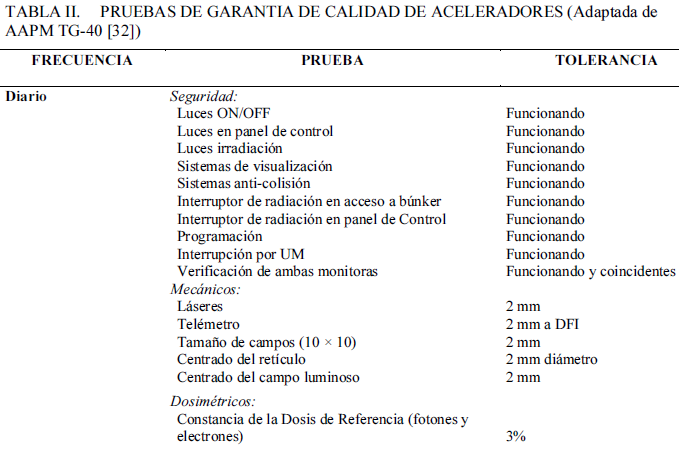 TABLA II. PRUEBAS DE GARANTIA DE CALIDAD DE ACELERADORES (Adaptada de
AAPM TG-40 [32])
FRECUENCIA PRUEBA TOLERANCIA
Diario Seguridad:
Luces ON/OFF Funcionando
Luces en panel de control Funcionando
Luces irradiación Funcionando
Sistemas de visualización Funcionando
Sistemas anti-colisión Funcionando
Interruptor de radiación en acceso a búnker Funcionando
Interruptor de radiación en panel de Control Funcionando
Programación Funcionando
Interrupción por UM Funcionando
Verificación de ambas monitoras Funcionando y coincidentes
Mecánicos:
Láseres 2 mm
Telémetro 2 mm a DFI
Tamaño de campos (10 × 10) 2 mm
Centrado del retículo 2 mm diámetro
Centrado del campo luminoso 2 mm
Dosimétricos:
Constancia de la Dosis de Referencia (fotones y
electrones) 3%